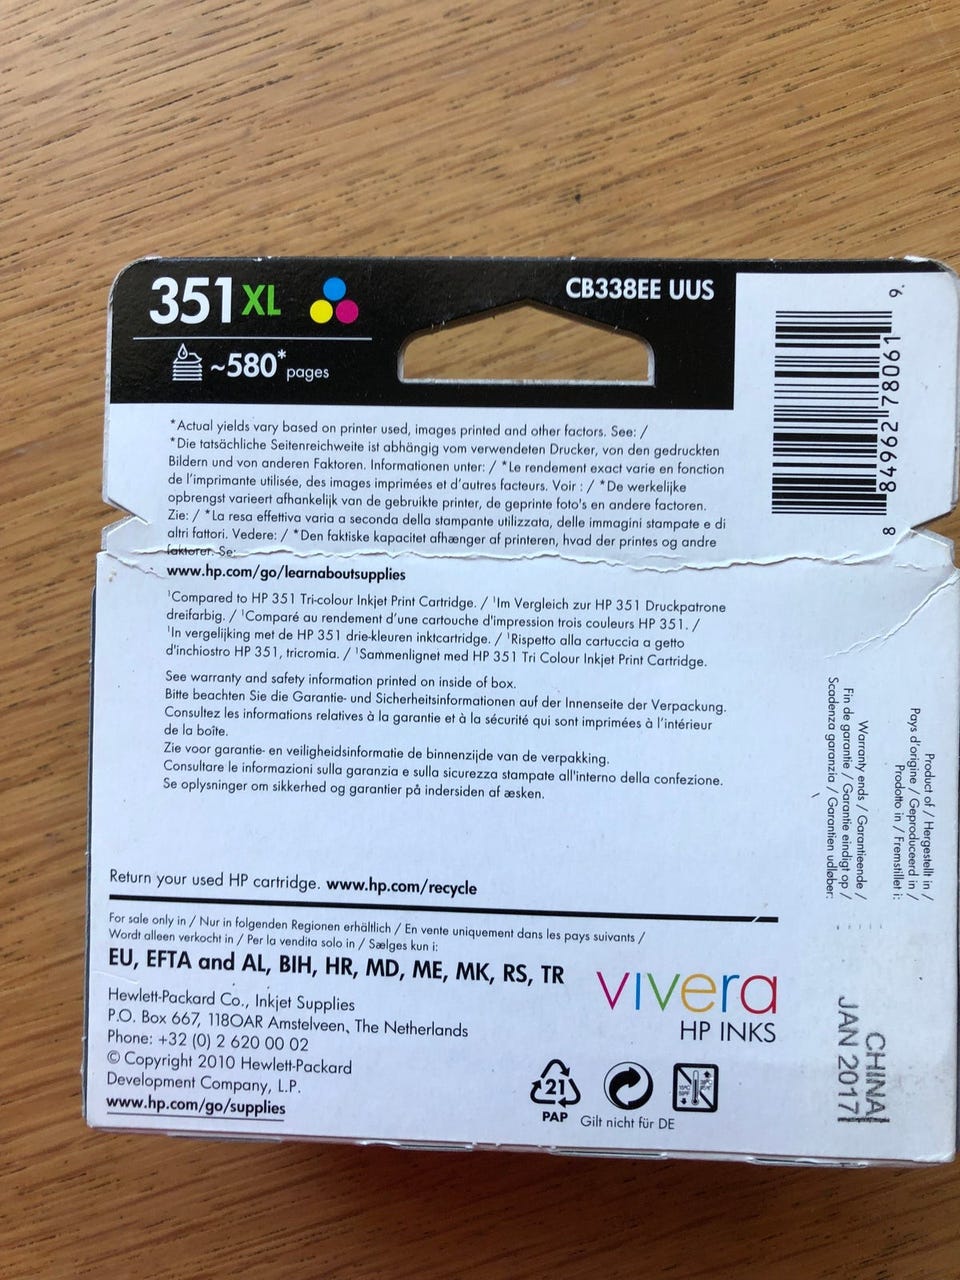 351XL
CB338EE UUS
~580* pages
*Actual yields vary based on printer used, images printed and other factors. See: /
*Die tatsächliche Seitenreichweite ist abhängig vom verwendeten Drucker, von den gedruckten
Bildern und von anderen Faktoren. Informationen unter: / *Le rendement exact varie en fonction
de l'imprimante utilisée, des images imprimées et d'autres facteurs. Voir : / *De werkelijke
opbrengst varieert afhankelijk van de gebruikte printer, de geprinte foto's en andere factoren.
Zie: / *La resa effettiva varia a seconda della stampante utilizzata, delle immagini stampate e di
altri fattori. Vedere: / *Den faktiske kapacitet afhænger af printeren, hvad der printes og andre
faktorer. Se:
www.hp.com/go/learnaboutsupplies
¹Compared to HP 351 Tri-colour Inkjet Print Cartridge. / ¹Im Vergleich zur HP 351 Druckpatrone
dreifarbig. / ¹Comparé au rendement d'une cartouche d'impression trois couleurs HP 351. /
¹In vergelijking met de HP 351 drie-kleuren inktcartridge. / ¹Rispetto alla cartuccia a getto
d'inchiostro HP 351, tricromia. / ¹Sammenlignet med HP 351 Tri Colour Inkjet Print Cartridge.
See warranty and safety information printed on inside of box.
Bitte beachten Sie die Garantie- und Sicherheitsinformationen auf der Innenseite der Verpackung.
Consultez les informations relatives à la garantie et à la sécurité qui sont imprimées à l'intérieur
de la boîte.
Zie voor garantie- en veiligheidsinformatie de binnenzijde van de verpakking.
Consultare le informazioni sulla garanzia e sulla sicurezza stampate all'interno della confezione.
Se oplysninger om sikkerhed og garantier på indersiden af æsken.
Return your used HP cartridge. www.hp.com/recycle
For sale only in / Nur in folgenden Regionen erhältlich / En vente uniquement dans les pays suivants /
Wordt alleen verkocht in / Per la vendita solo in / Sælges kun i:
EU, EFTA and AL, BIH, HR, MD, ME, MK, RS, TR
Hewlett-Packard Co., Inkjet Supplies
P.O. Box 667, 118OAR Amstelveen, The Netherlands
Phone: +32 (0) 2 620 00 02
© Copyright 2010 Hewlett-Packard
Development Company, L.P.
www.hp.com/go/supplies
vivera
HP INKS
21
PAP
Gilt nicht für DE
8 84962 78061 9
Product of / Hergestellt in /
Pays d'origine / Geproduceerd in /
Prodotto in / Fremstillet i:
Warranty ends / Garantieende /
Fin de garantie / Garantie eindigt op /
Scadenza garanzia / Garantien udløber:
CHINA
JAN 2017